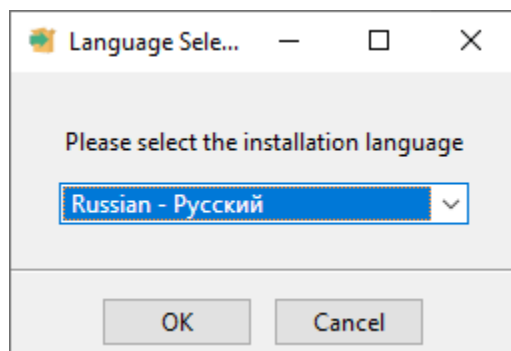 Language Sele...
Please select the installation language
Russian - Русский
OK
Cancel